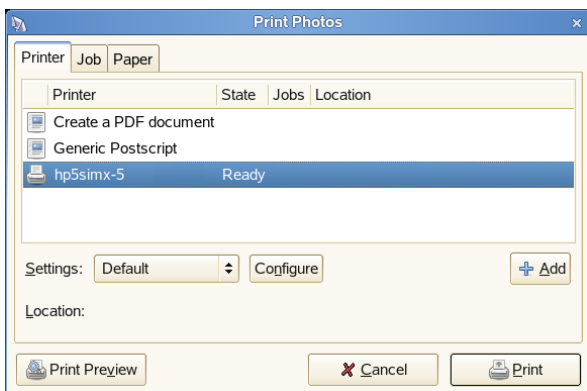 Print Photos
Printer Job Paper
Printer State Jobs Location
Create a PDF document
Generic Postscript
hp5simx-5 Ready
Settings: Default Configure Add
Location:
Print Preview Cancel Print